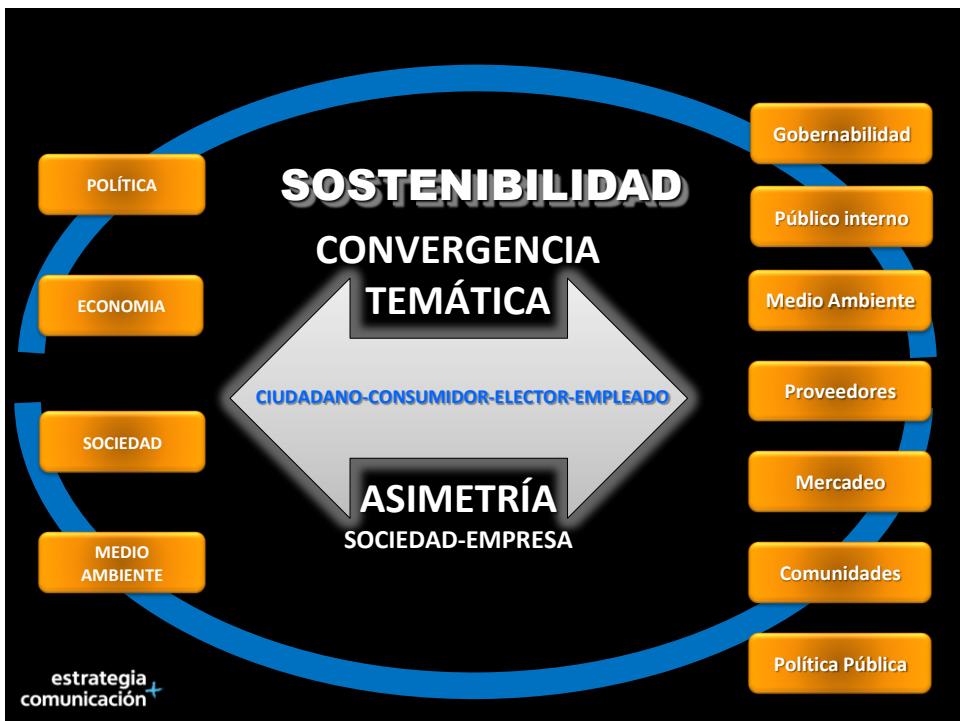 SOSTENIBILIDAD
CONVERGENCIA
TEMÁTICA
CIUDADANO-CONSUMIDOR-ELECTOR-EMPLEADO
ASIMETRÍA
SOCIEDAD-EMPRESA
POLÍTICA
ECONOMIA
SOCIEDAD
MEDIO
AMBIENTE
Gobernabilidad
Público interno
Medio Ambiente
Proveedores
Mercadeo
Comunidades
Política Pública
estrategia
comunicación+